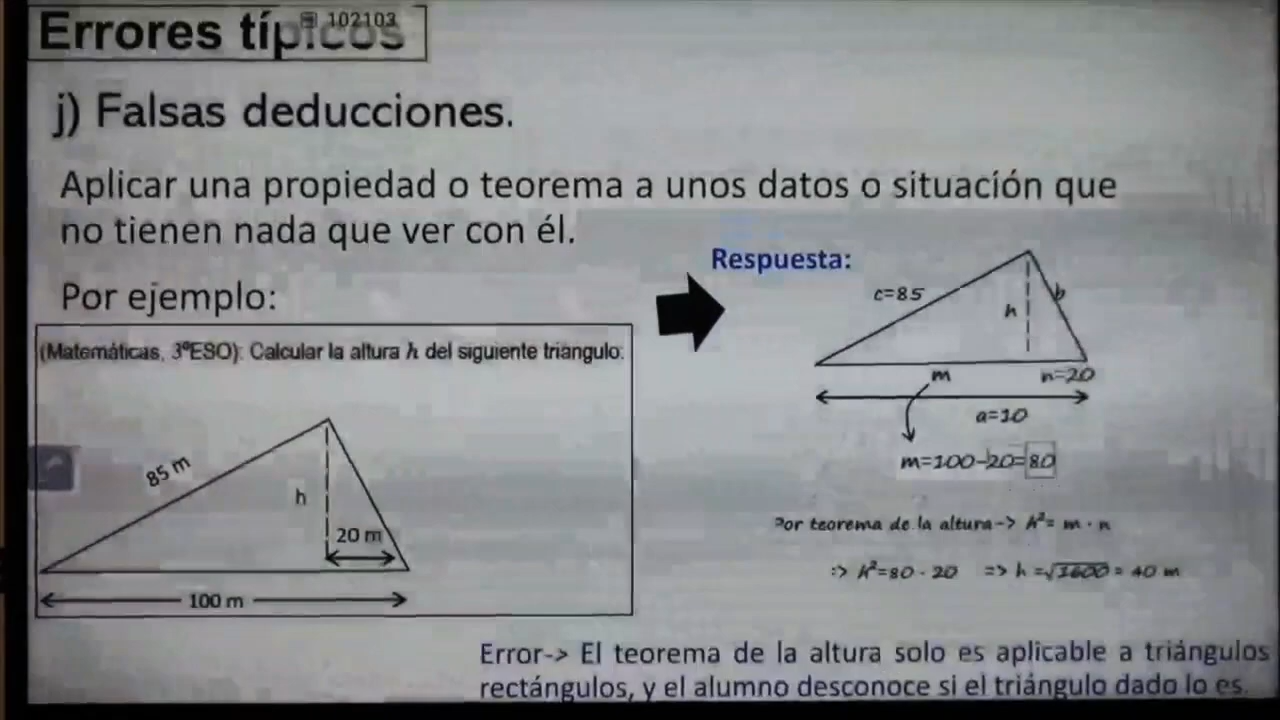 Errores típicos
102103
j) Falsas deducciones.
Aplicar una propiedad o teorema a unos datos o situación que
no tienen nada que ver con él.
Por ejemplo:
(Matemáticas, 3ºESO): Calcular la altura h del siguiente triangulo:
85 m
h
20 m
100 m
Respuesta:
c=85
h
b
m
n=20
a=10
m=100-20=80
Por teorema de la altura-> h²= m · n
=> h²=80 · 20 => h =√1600 = 40 m
Error-> El teorema de la altura solo es aplicable a triángulos
rectángulos, y el alumno desconoce si el triángulo dado lo es.